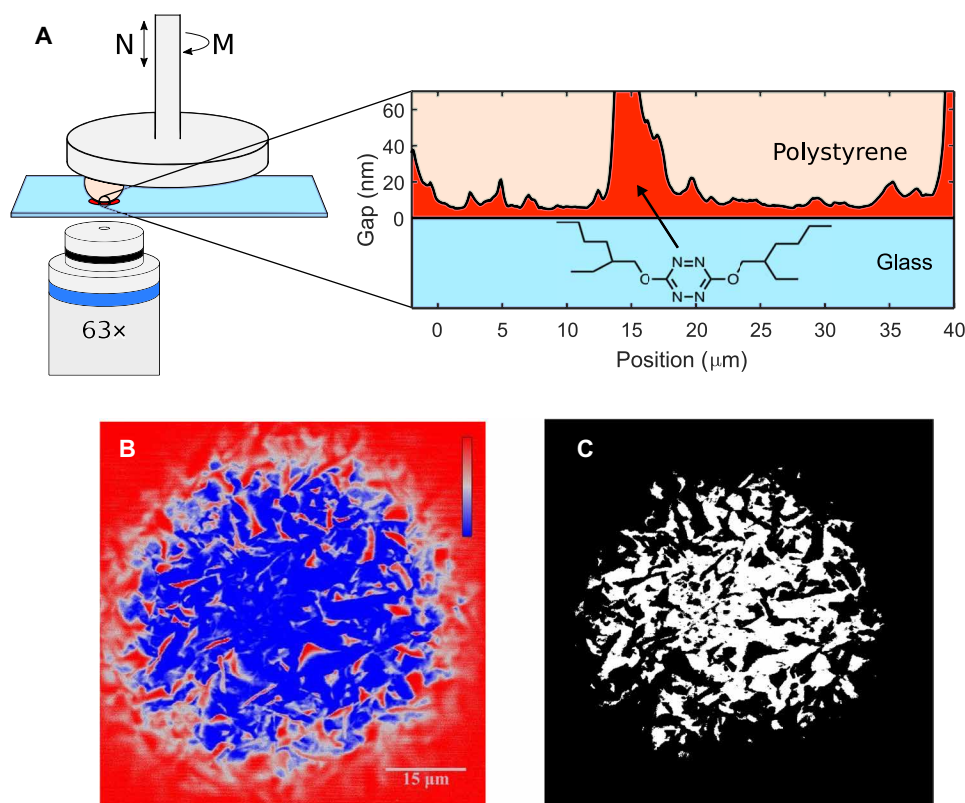 A
N
M
63×
60
40
20
0
Gap (nm)
Polystyrene
Glass
N
N
N
N
O
O
0
5
10
15
20
25
30
35
40
Position (μm)
B
15 μm
C